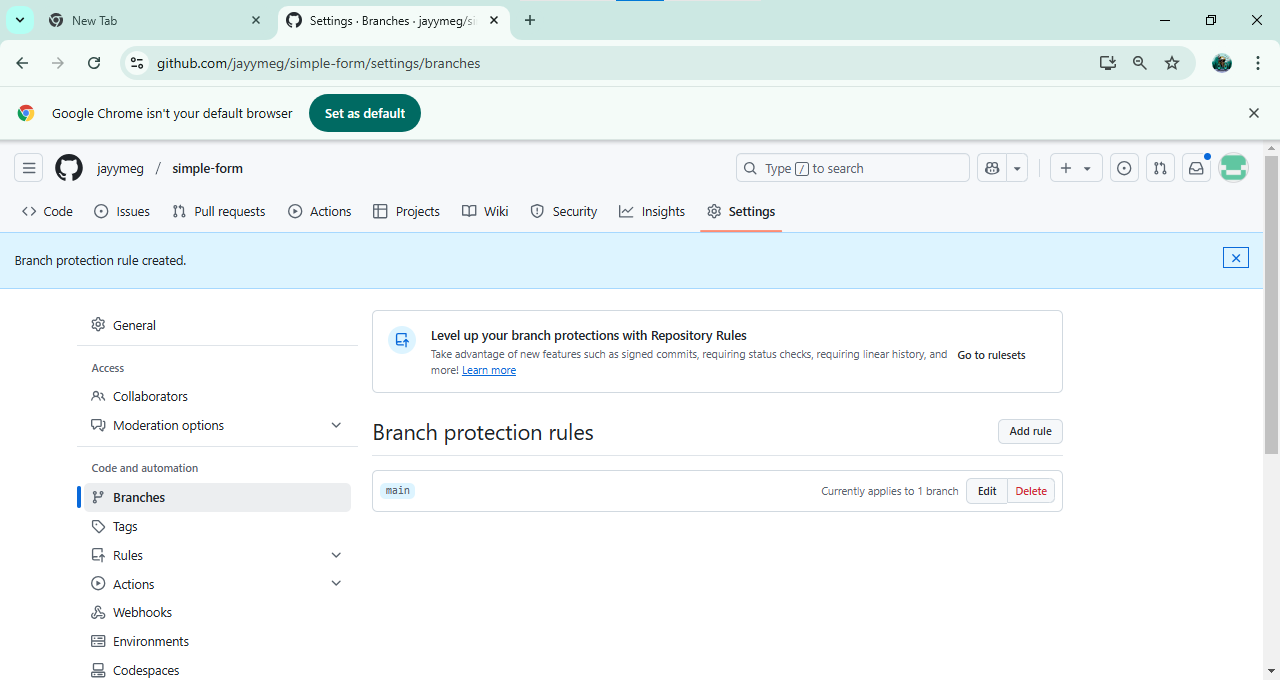 New Tab
Settings · Branches · jayymeg/si
github.com/jayymeg/simple-form/settings/branches
Google Chrome isn't your default browser
Set as default
jayymeg / simple-form
Type / to search
Code
Issues
Pull requests
Actions
Projects
Wiki
Security
Insights
Settings
Branch protection rule created.
General
Access
Collaborators
Moderation options
Code and automation
Branches
Tags
Rules
Actions
Webhooks
Environments
Codespaces
Level up your branch protections with Repository Rules
Take advantage of new features such as signed commits, requiring status checks, requiring linear history, and
more! Learn more
Go to rulesets
Branch protection rules
Add rule
main
Currently applies to 1 branch
Edit
Delete